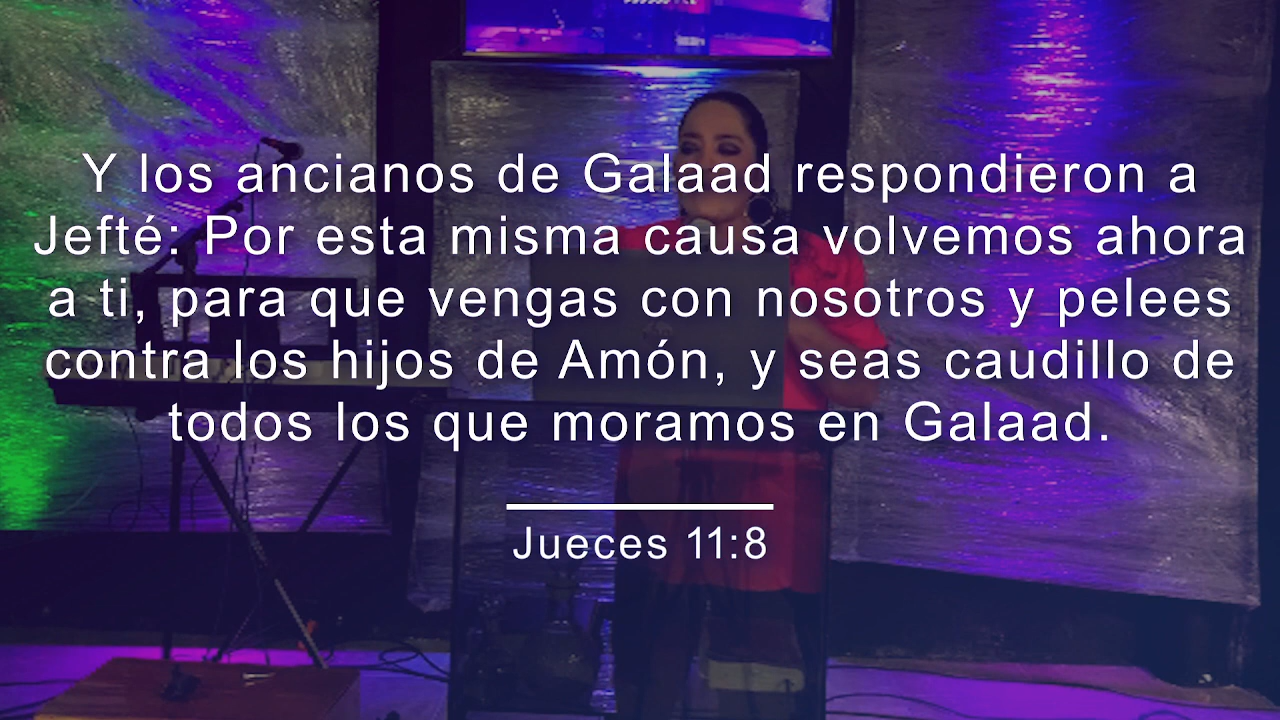 Y los ancianos de Galaad respondieron a
Jefté: Por esta misma causa volvemos ahora
a ti, para que vengas con nosotros y pelees
contra los hijos de Amón, y seas caudillo de
todos los que moramos en Galaad.
Jueces 11:8